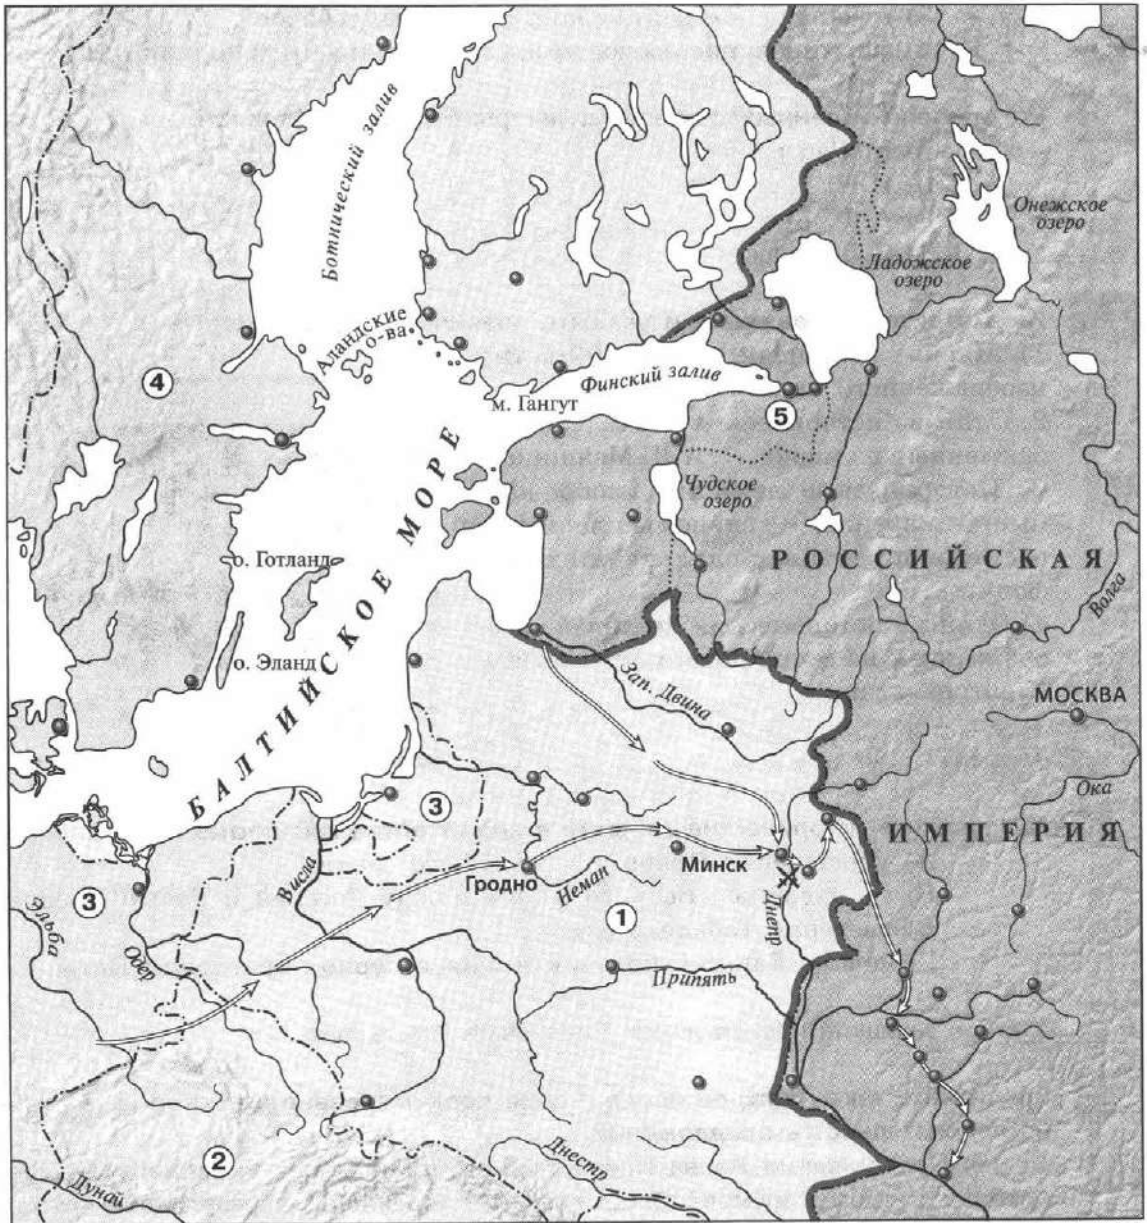 Ботнический залив
Онежское
озеро
Ладожское
озеро
Аландские
о-ва
4
Финский залив
м. Гангут
5
Чудское
озеро
РОССИЙСКАЯ
о. Готланд
БАЛТИЙСКОЕ МОРЕ
Волга
о. Эланд
Зап. Двина
МОСКВА
Ока
3
ИМПЕРИЯ
Висла
Минск
Гродно
Неман
3
1
Эльба
Днепр
Одер
Припять
2
Днестр
Дунай